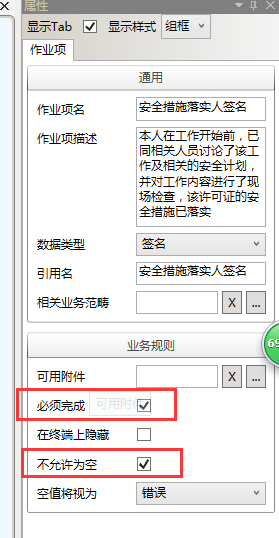 属性
显示Tab 显示样式 组框
作业项
通用
作业项名 安全措施落实人签名
作业项描述 本人在工作开始前，已
同相关人员讨论了该工
作及相关的安全计划，
并对工作内容进行了现
场检查，该许可证的安
全措施已落实
数据类型 签名
引用名 安全措施落实人签名
相关业务范畴 X ...
69
业务规则
可用附件 X ...
必须完成 可用附件
在终端上隐藏
不允许为空
空值将视为 错误